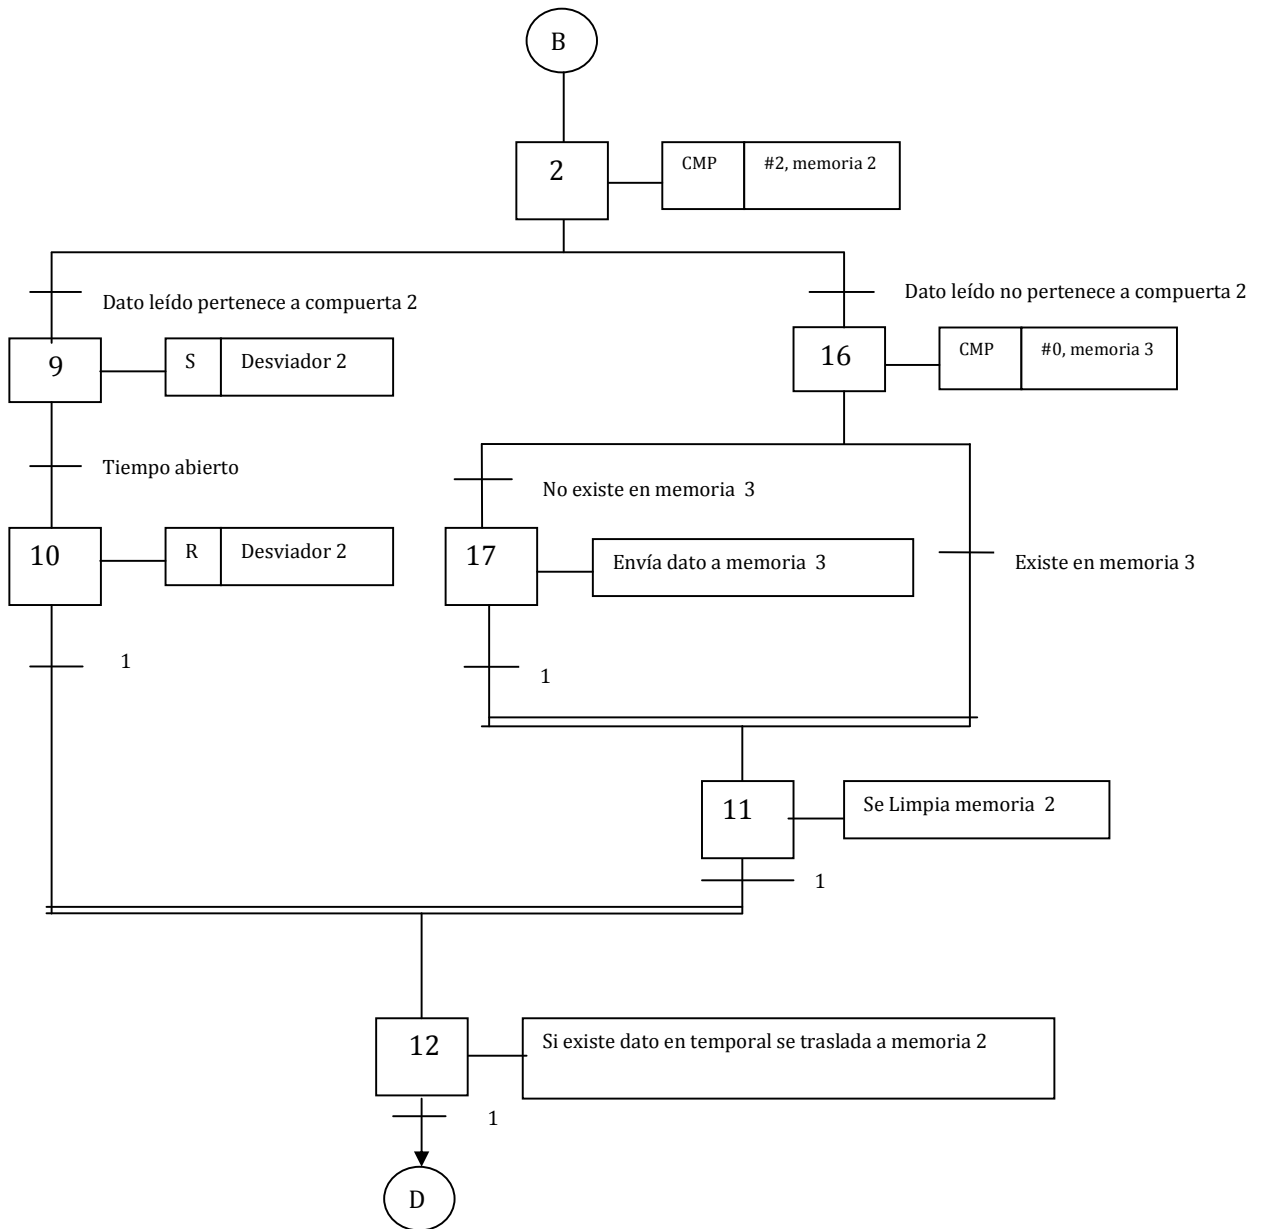 B
2
CMP
#2, memoria 2
Dato leído pertenece a compuerta 2
Dato leído no pertenece a compuerta 2
9
S
Desviador 2
16
CMP
#0, memoria 3
Tiempo abierto
No existe en memoria 3
10
R
Desviador 2
17
Envía dato a memoria 3
Existe en memoria 3
1
1
11
Se Limpia memoria 2
1
12
Si existe dato en temporal se traslada a memoria 2
1
D